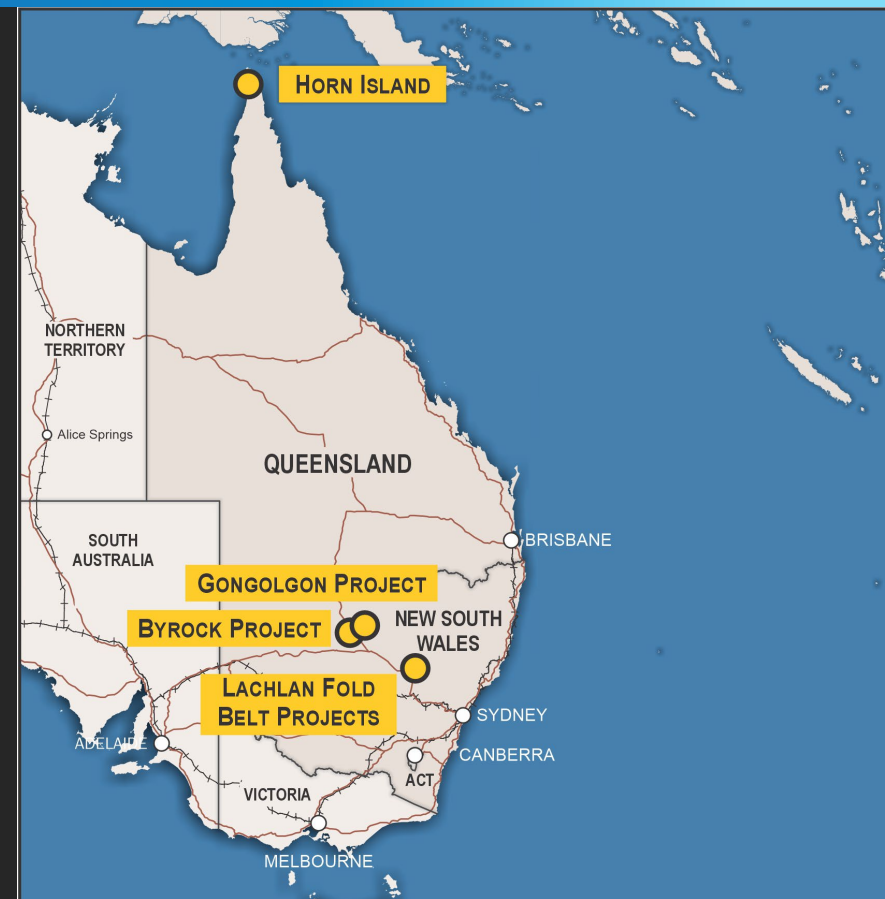 HORN ISLAND
NORTHERN
TERRITORY
Alice Springs
QUEENSLAND
SOUTH
AUSTRALIA
BRISBANE
GONGOLGON PROJECT
BYROCK PROJECT
NEW SOUTH
WALES
LACHLAN FOLD
BELT PROJECTS
SYDNEY
ADELAIDE
CANBERRA
ACT
VICTORIA
MELBOURNE